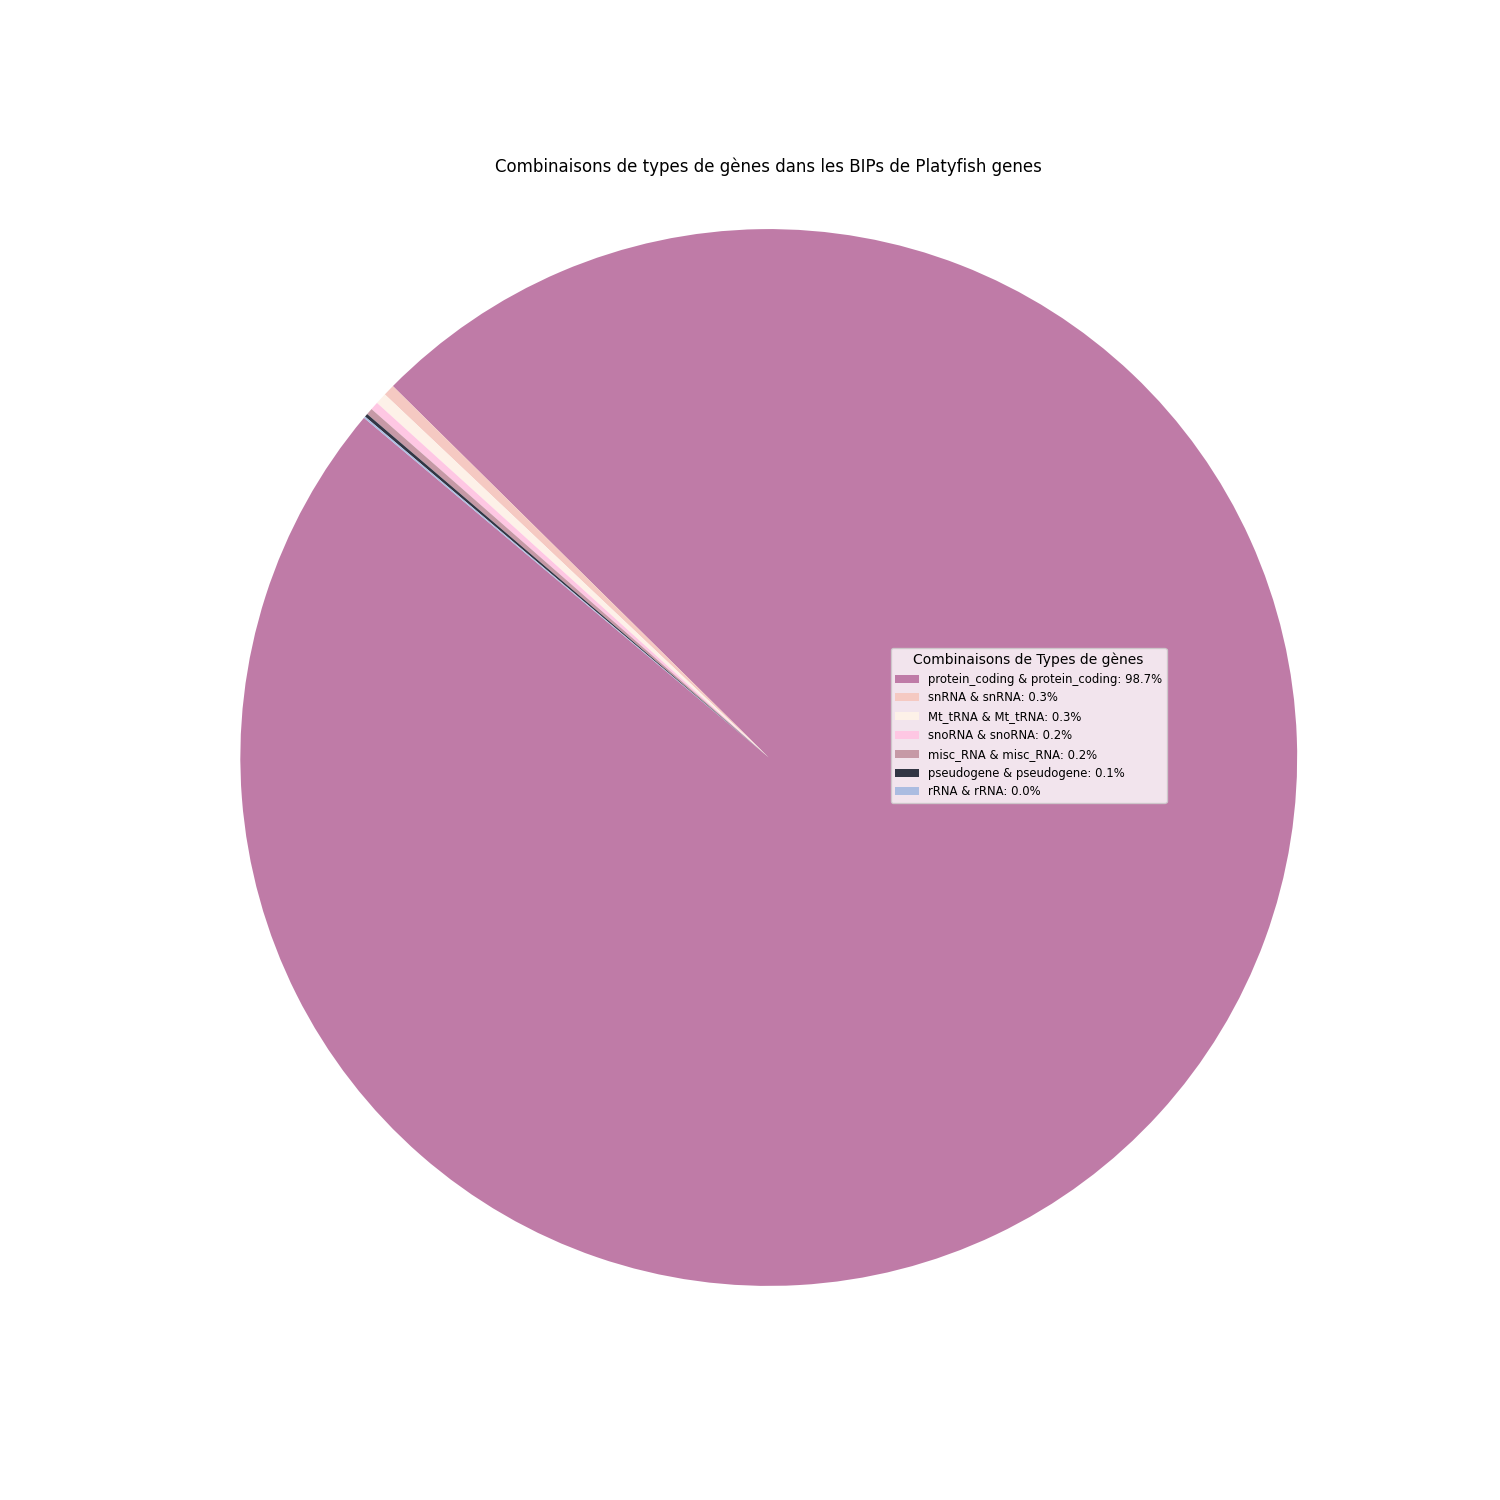 Combinaisons de types de gènes dans les BIPs de Platyfish genes
Combinaisons de Types de gènes
protein_coding & protein_coding: 98.7%
snRNA & snRNA: 0.3%
Mt_tRNA & Mt_tRNA: 0.3%
snoRNA & snoRNA: 0.2%
misc_RNA & misc_RNA: 0.2%
pseudogene & pseudogene: 0.1%
rRNA & rRNA: 0.0%